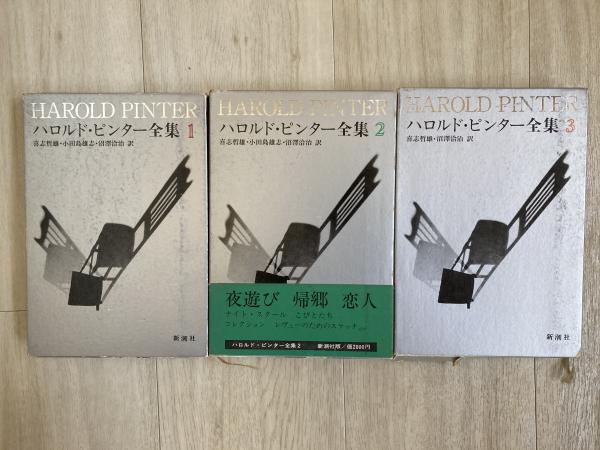 HAROLD PINTER
ハロルド・ピンター全集 1
喜志哲雄・小田島雄志・沼澤洽治 訳
新潮社
HAROLD PINTER
ハロルド・ピンター全集 2
喜志哲雄・小田島雄志・沼澤洽治 訳
夜遊び 帰郷 恋人
ナイト・スクール こびとたち
コレクション レヴューのためのスケッチ
ハロルド・ピンター全集2 新潮社版/価2000円
HAROLD PINTER
ハロルド・ピンター全集 3
喜志哲雄・沼澤洽治 訳
新潮社